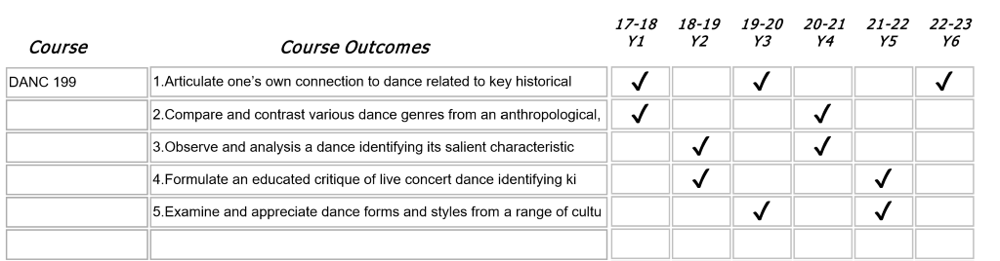 17-18 18-19 19-20 20-21 21-22 22-23
Course Course Outcomes Y1 Y2 Y3 Y4 Y5 Y6
DANC 199 1.Articulate one's own connection to dance related to key historical ✓ ✓ ✓
2.Compare and contrast various dance genres from an anthropological, ✓ ✓
3.Observe and analysis a dance identifying its salient characteristic ✓ ✓
4.Formulate an educated critique of live concert dance identifying ki ✓ ✓
5.Examine and appreciate dance forms and styles from a range of cultu ✓ ✓